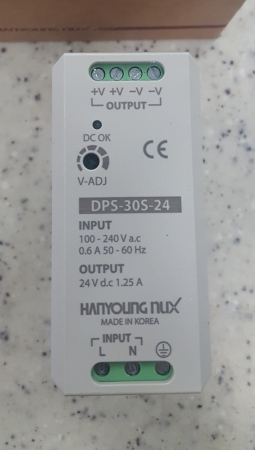 +V +V -V -V
OUTPUT
DC OK
V-ADJ
CE
DPS-30S-24
INPUT
100 - 240 V a.c
0.6 A 50 - 60 Hz
OUTPUT
24 V d.c 1.25 A
HANYOUNG NUX
MADE IN KOREA
INPUT
L N